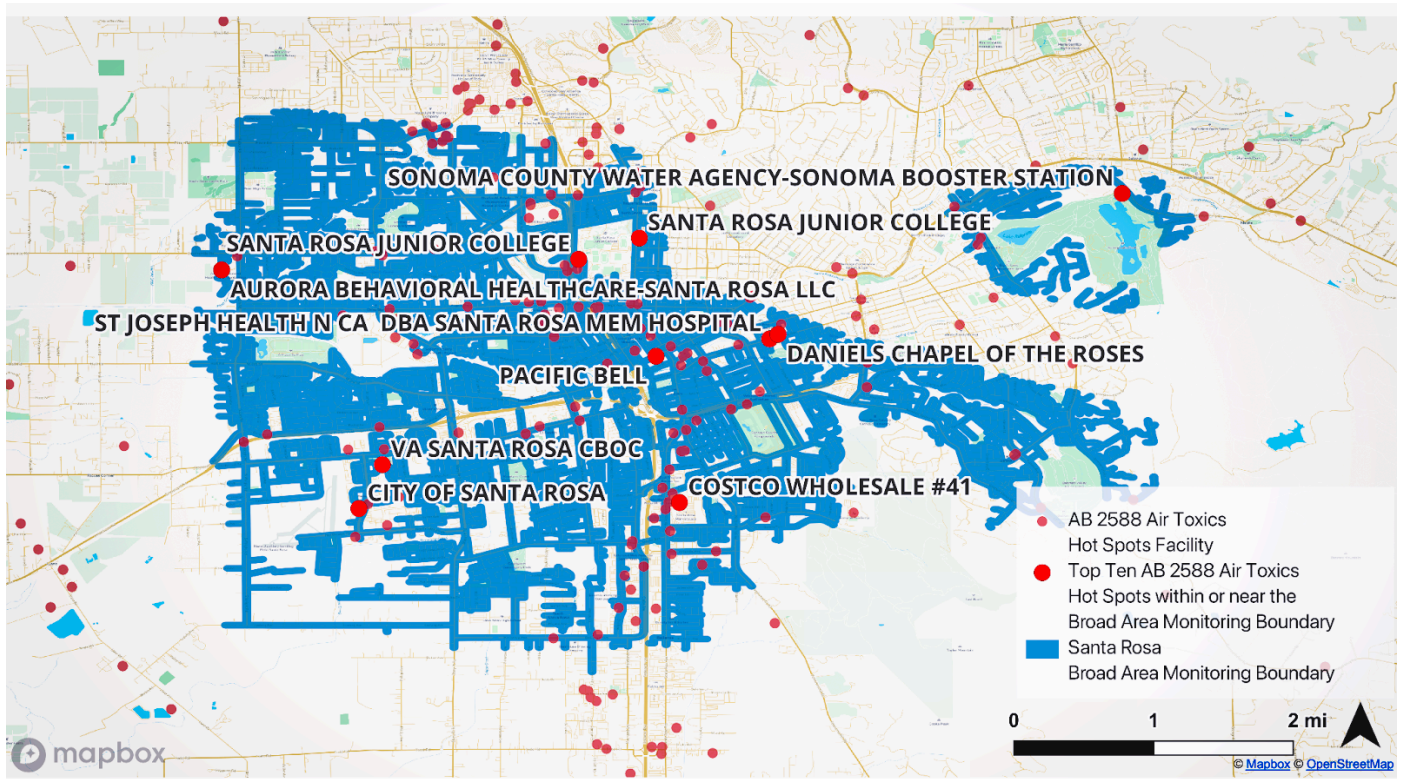 SONOMA COUNTY WATER AGENCY-SONOMA BOOSTER STATION
SANTA ROSA JUNIOR COLLEGE
SANTA ROSA JUNIOR COLLEGE
AURORA BEHAVIORAL HEALTHCARE-SANTA ROSA LLC
ST JOSEPH HEALTH N CA DBA SANTA ROSA MEM HOSPITAL
DANIELS CHAPEL OF THE ROSES
PACIFIC BELL
VA SANTA ROSA CBOC
CITY OF SANTA ROSA
COSTCO WHOLESALE #41
AB 2588 Air Toxics
Hot Spots Facility
Top Ten AB 2588 Air Toxics
Hot Spots within or near the
Broad Area Monitoring Boundary
Santa Rosa
Broad Area Monitoring Boundary
0 1 2 mi
mapbox
© Mapbox © OpenStreetMap